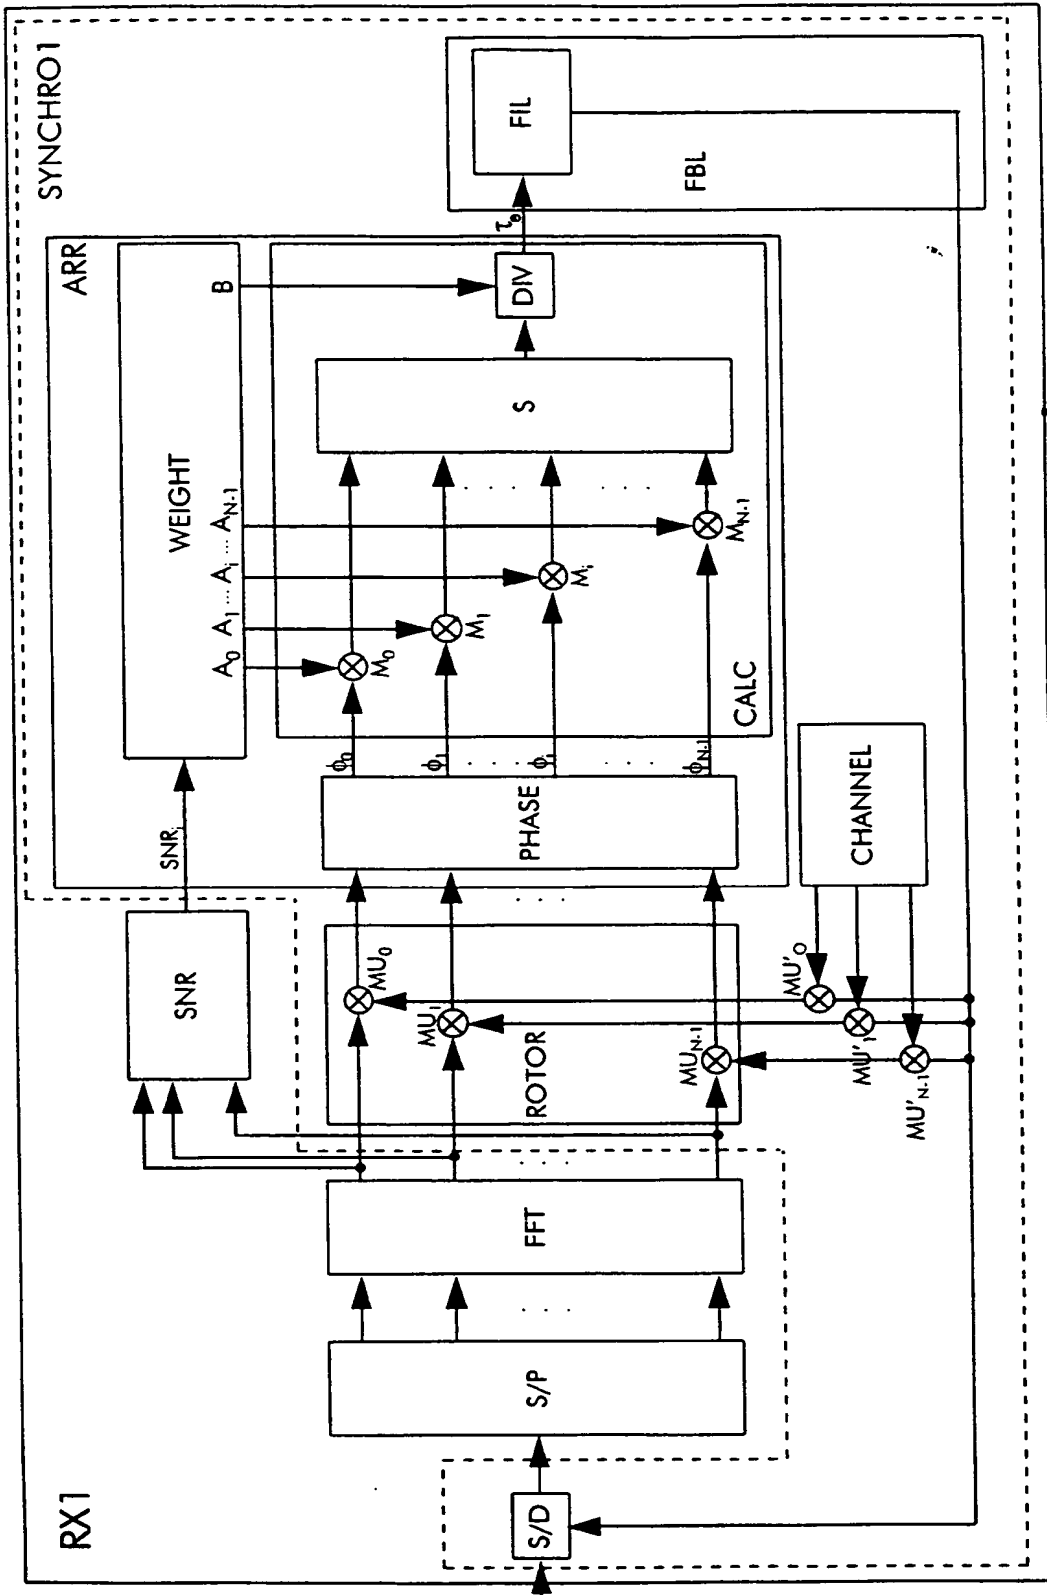 RX1
SYNCHRO1
S/D
S/P
FFT
SNR
SNRi
ROTOR
MU0
MU1
MUN-1
MU'0
MU'1
MU'N-1
CHANNEL
ARR
PHASE
ϕ0
ϕ1
ϕi
ϕN-1
WEIGHT
A0 A1 ... Ai ... AN-1
B
CALC
M0
M1
Mi
MN-1
S
DIV
τe
FBL
FIL